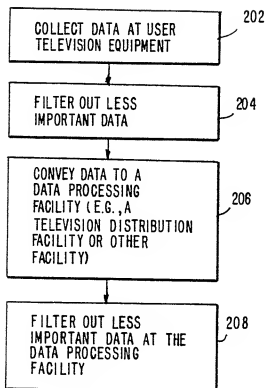 COLLECT DATA AT USER
TELEVISION EQUIPMENT
202
FILTER OUT LESS
IMPORTANT DATA
204
CONVEY DATA TO A
DATA PROCESSING
FACILITY (E.G., A
TELEVISION DISTRIBUTION
FACILITY OR OTHER
FACILITY)
206
FILTER OUT LESS
IMPORTANT DATA AT THE
DATA PROCESSING
FACILITY
208